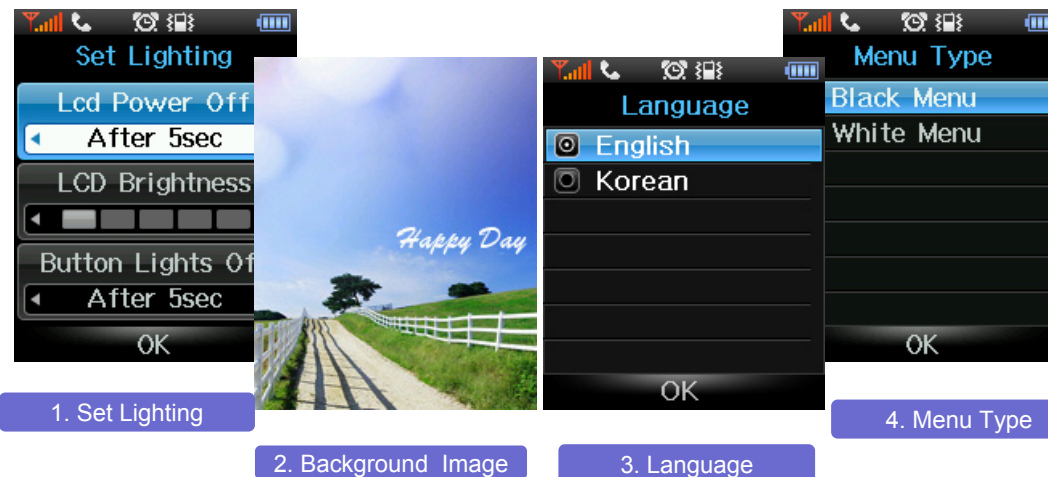 Set Lighting
Lcd Power Off
After 5sec
LCD Brightness
Button Lights Of
After 5sec
OK
1. Set Lighting
Happy Day
2. Background Image
Language
English
Korean
OK
3. Language
Menu Type
Black Menu
White Menu
OK
4. Menu Type